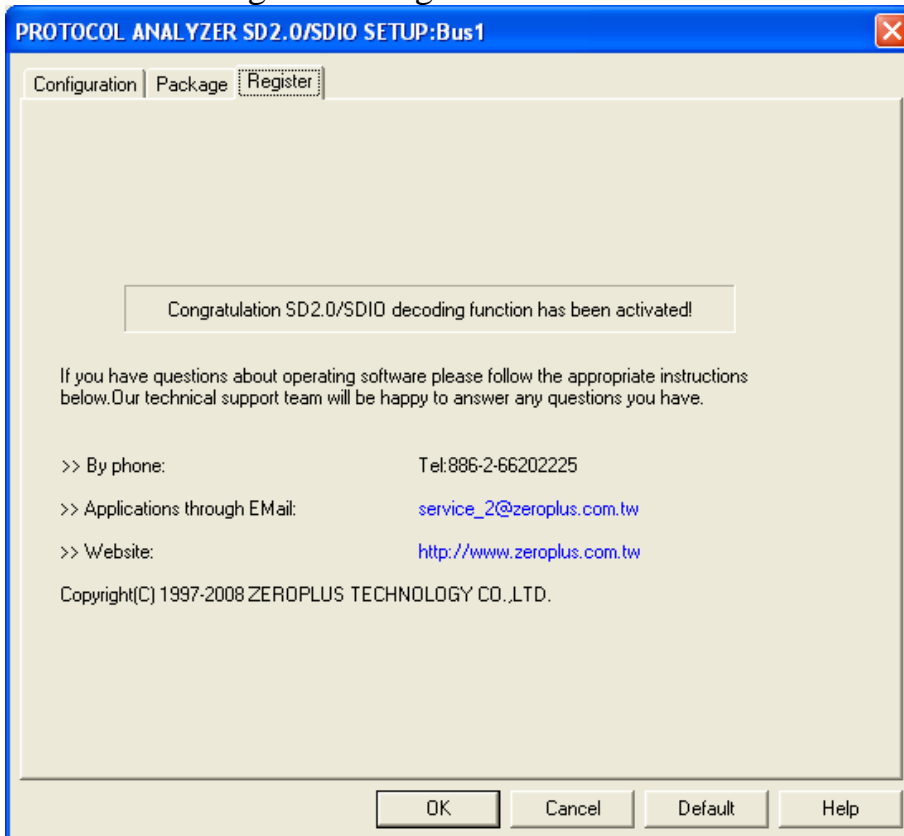 PROTOCOL ANALYZER SD2.0/SDIO SETUP:Bus1
Configuration Package Register
Congratulation SD2.0/SDIO decoding function has been activated!
If you have questions about operating software please follow the appropriate instructions
below.Our technical support team will be happy to answer any questions you have.
>> By phone: Tel:886-2-66202225
>> Applications through EMail: service_2@zeroplus.com.tw
>> Website: http://www.zeroplus.com.tw
Copyright(C) 1997-2008 ZEROPLUS TECHNOLOGY CO.,LTD.
OK Cancel Default Help